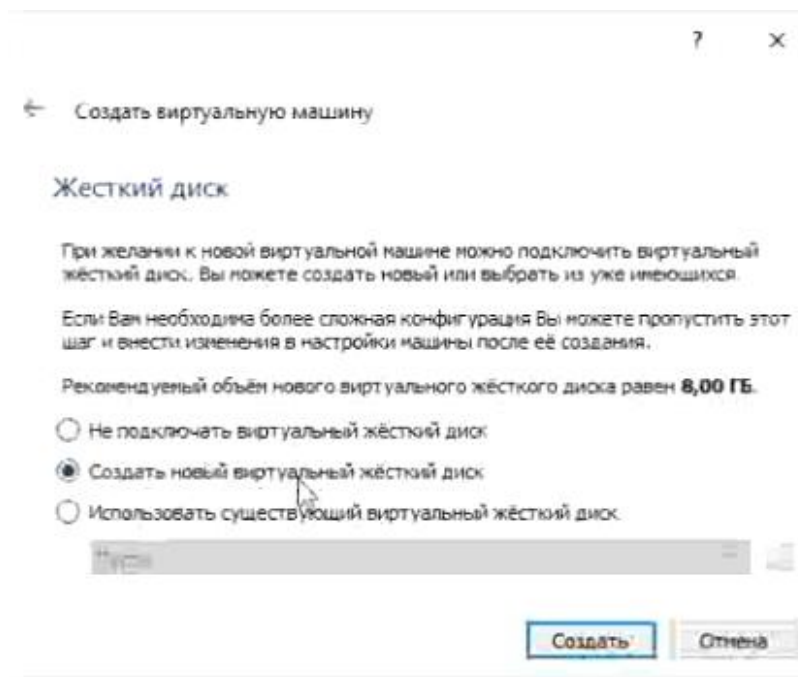 ?
Создать виртуальную машину
Жесткий диск
При желании к новой виртуальной машине можно подключить виртуальный
жёсткий диск. Вы можете создать новый или выбрать из уже имеющихся.
Если Вам необходима более сложная конфигурация Вы можете пропустить этот
шаг и внести изменения в настройки машины после её создания.
Рекомендуемый объём нового виртуального жёсткого диска равен 8,00 ГБ.
Не подключать виртуальный жёсткий диск
Создать новый виртуальный жёсткий диск
Использовать существующий виртуальный жёсткий диск
Создать Отмена